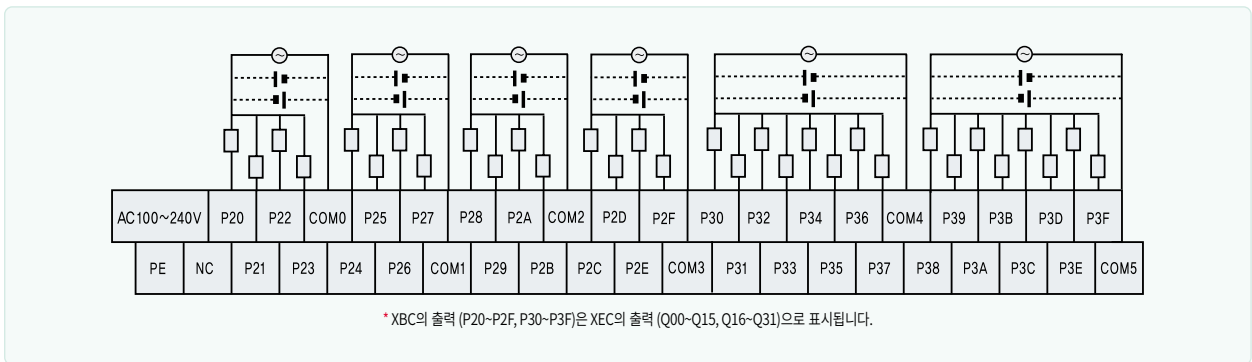 AC100~240V P20 P22 COM0 P25 P27 P28 P2A COM2 P2D P2F P30 P32 P34 P36 COM4 P39 P3B P3D P3F
PE NC P21 P23 P24 P26 COM1 P29 P2B P2C P2E COM3 P31 P33 P35 P37 P38 P3A P3C P3E COM5
* XBC의 출력 (P20~P2F, P30~P3F)은 XEC의 출력 (Q00~Q15, Q16~Q31)으로 표시됩니다.